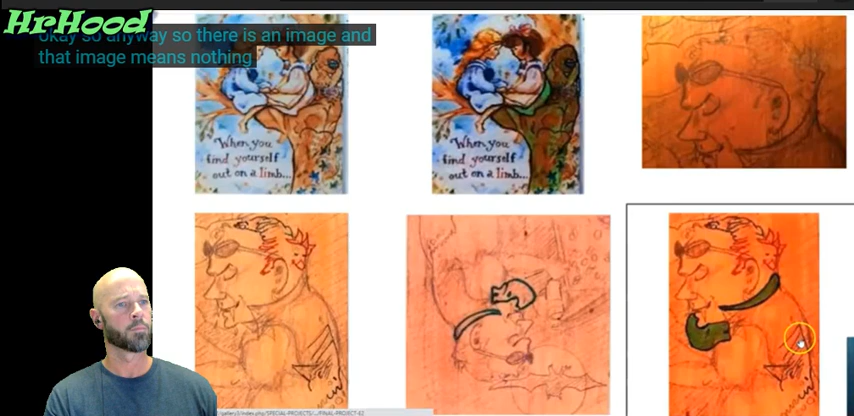 HrHood
okay so anyway so there is an image and
that image means nothing
When you
find yourself
out on a limb...
When you
find yourself
out on a limb...